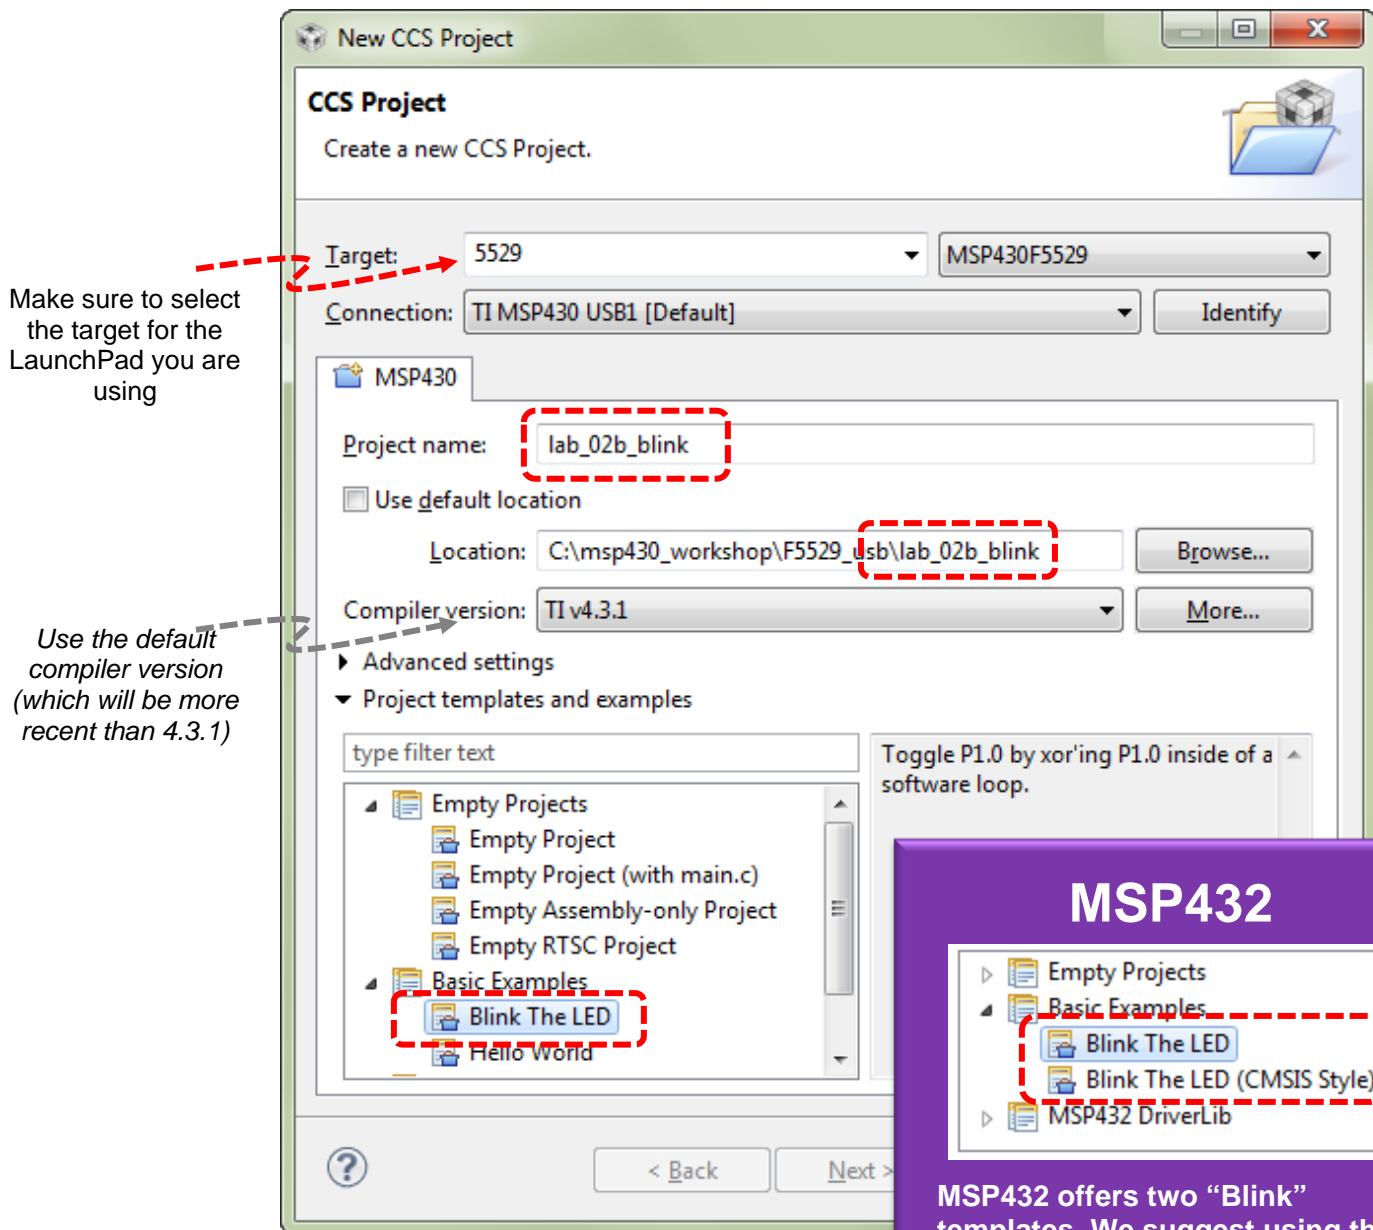 New CCS Project
CCS Project
Create a new CCS Project.
Target: 5529 MSP430F5529
Make sure to select
the target for the
LaunchPad you are
using
Connection: TI MSP430 USB1 [Default] Identify
MSP430
Project name: lab_02b_blink
Use default location
Location: C:\msp430_workshop\F5529_usb\lab_02b_blink Browse...
Compiler version: TI v4.3.1 More...
Use the default
compiler version
(which will be more
recent than 4.3.1)
Advanced settings
Project templates and examples
type filter text
Empty Projects
Empty Project
Empty Project (with main.c)
Empty Assembly-only Project
Empty RTSC Project
Basic Examples
Blink The LED
Hello World
Toggle P1.0 by xor'ing P1.0 inside of a
software loop.
MSP432
Empty Projects
Basic Examples
Blink The LED
Blink The LED (CMSIS Style)
MSP432 DriverLib
MSP432 offers two “Blink”
templates. We suggest using
? < Back Next >